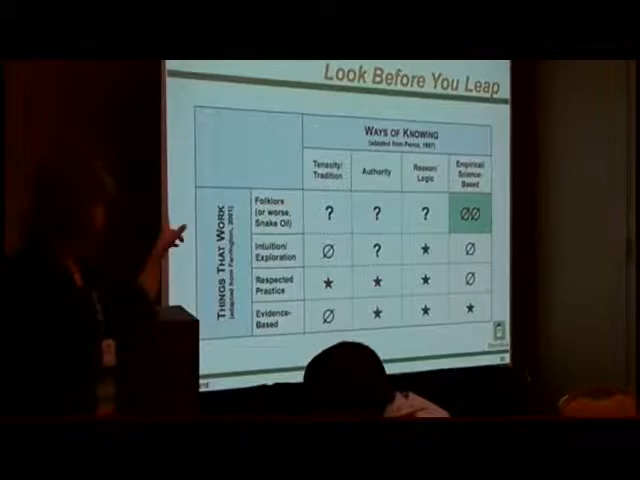 Look Before You Leap
WAYS OF KNOWING
(adapted from Peirce, 1887)
Tenacity/
Tradition
Authority
Reason/
Logic
Empirical
Science-
Based
THINGS THAT WORK
(adapted from Farrington, 2001)
Folklore
(or worse,
Snake Oil)
? ? ? ØØ
Intuition/
Exploration
Ø ? ★ Ø
Respected
Practice
★ ★ ★ Ø
Evidence-
Based
Ø ★ ★ ★